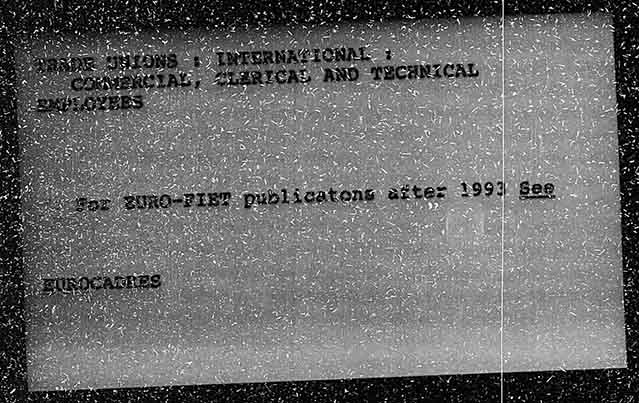 TRADE UNIONS : INTERNATIONAL :
COMMERCIAL, CLERICAL AND TECHNICAL
EMPLOYEES
For EURO-FIET publicatons after 1993 See
EUROCADRES